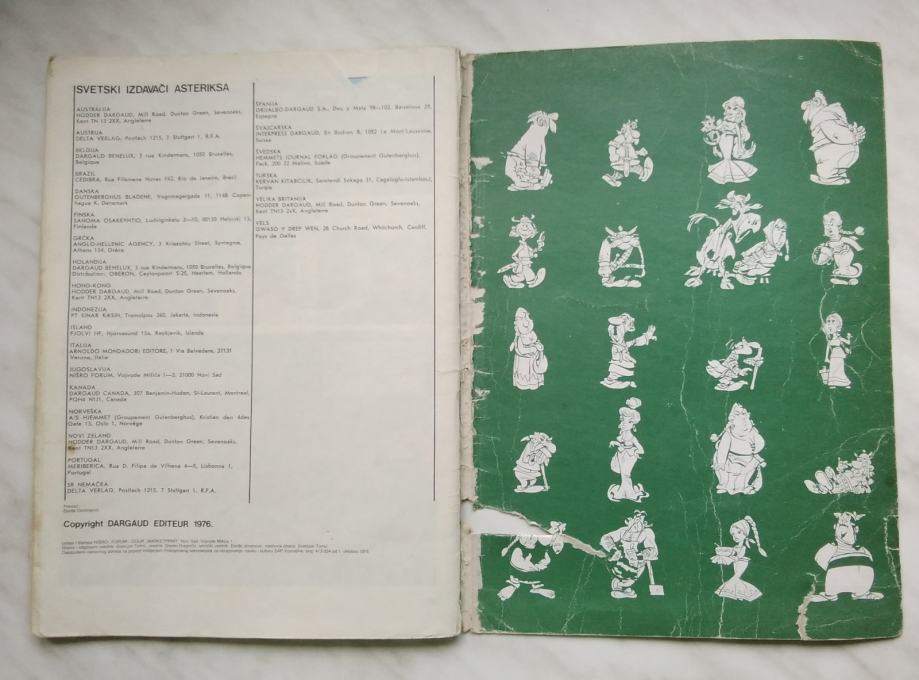 SVETSKI IZDAVAČI ASTERIKSA
AUSTRALIJA
HODDER DARGAUD, Mill Road, Dunton Green, Sevenoaks,
Kent TN 13 2XX, Angleterre
AUSTRIJA
DELTA VERLAG, Postfach 1215, 7 Stuttgart 1, R.F.A.
BELGIJA
DARGAUD BENELUX, 3 rue Kindermans, 1050 Bruxelles,
Belgique
BRAZIL
CEDIBRA, Rua Filomena Nunes 162, Rio de Janeiro, Brésil
DANSKA
GUTENBERGHUS BLADENE, Vognmagergade 11, 1148 Copen-
hague K, Danemark
FINSKA
SANOMA OSAKEYHTIO, Ludviginkatu 2—10, 00130 Helsinki 13,
Finlande
GRČKA
ANGLO-HELLENIC AGENCY, 5 Kriezotou Street, Syntagma,
Athens 134, Grèce
HOLANDIJA
DARGAUD BENELUX, 3 rue Kindermans, 1050 Bruxelles, Belgique
Distribution: OBERON, Ceylonpoort 5/25, Haarlem, Hollande
HONG-KONG
HODDER DARGAUD, Mill Road, Dunton Green, Sevenoaks,
Kent TN13 2XX, Angleterre
INDONEZIJA
PT SINAR KASIH, Tromolpos 260, Jakarta, Indonesia
ISLAND
FJOLVI HF, Njorvasund 15a, Reykjavik, Islande
ITALIJA
ARNOLDO MONDADORI EDITORE, 1 Via Belvedere, 37131
Verona, Italie
JUGOSLAVIJA
NIŠRO FORUM, Vojvode Mišića 1—3, 21000 Novi Sad
KANADA
DARGAUD CANADA, 307 Benjamin-Hudon, St-Laurent, Montreal,
PQH4 N1J1, Canada
NORVEŠKA
A/S HJEMMET (Groupement Gutenberghus), Kristian den 4des
Gate 13, Oslo 1, Norvège
NOVI ZELAND
HODDER DARGAUD, Mill Road, Dunton Green, Sevenoaks,
Kent TN13 2XX, Angleterre
PORTUGAL
MERIBERICA, Rua D. Filipa de Vilhena 4—5, Lisbonne 1,
Portugal
SR NEMAČKA
DELTA VERLAG, Postfach 1215, 7 Stuttgart 1, R.F.A.
ŠPANIJA
GRIJALBO-DARGAUD S.A., Deu y Mata 98—102, Barcelone 29,
Espagne
ŠVAJCARSKA
INTERPRESS DARGAUD, En Budron B, 1052 Le Mont/Lausanne,
Suisse
ŠVEDSKA
HEMMETS JOURNAL FORLAG (Groupement Gutenberghus),
Fack, 200 22 Malmo, Suède
TURSKA
KERVAN KITABCILIK, Serefendi Sokagi 31, Cagaloglu-Istambul,
Turqie
VELIKA BRITANIJA
HODDER DARGAUD, Mill Road, Dunton Green, Sevenoaks,
Kent TN13 2xX, Angleterre
VELS
GWASG Y DREF WEN, 28 Church Road, Whitchurch, Cardiff,
Pays de Galles
Prevod:
Đorđe Dimitrijević
Copyright DARGAUD EDITEUR 1976.